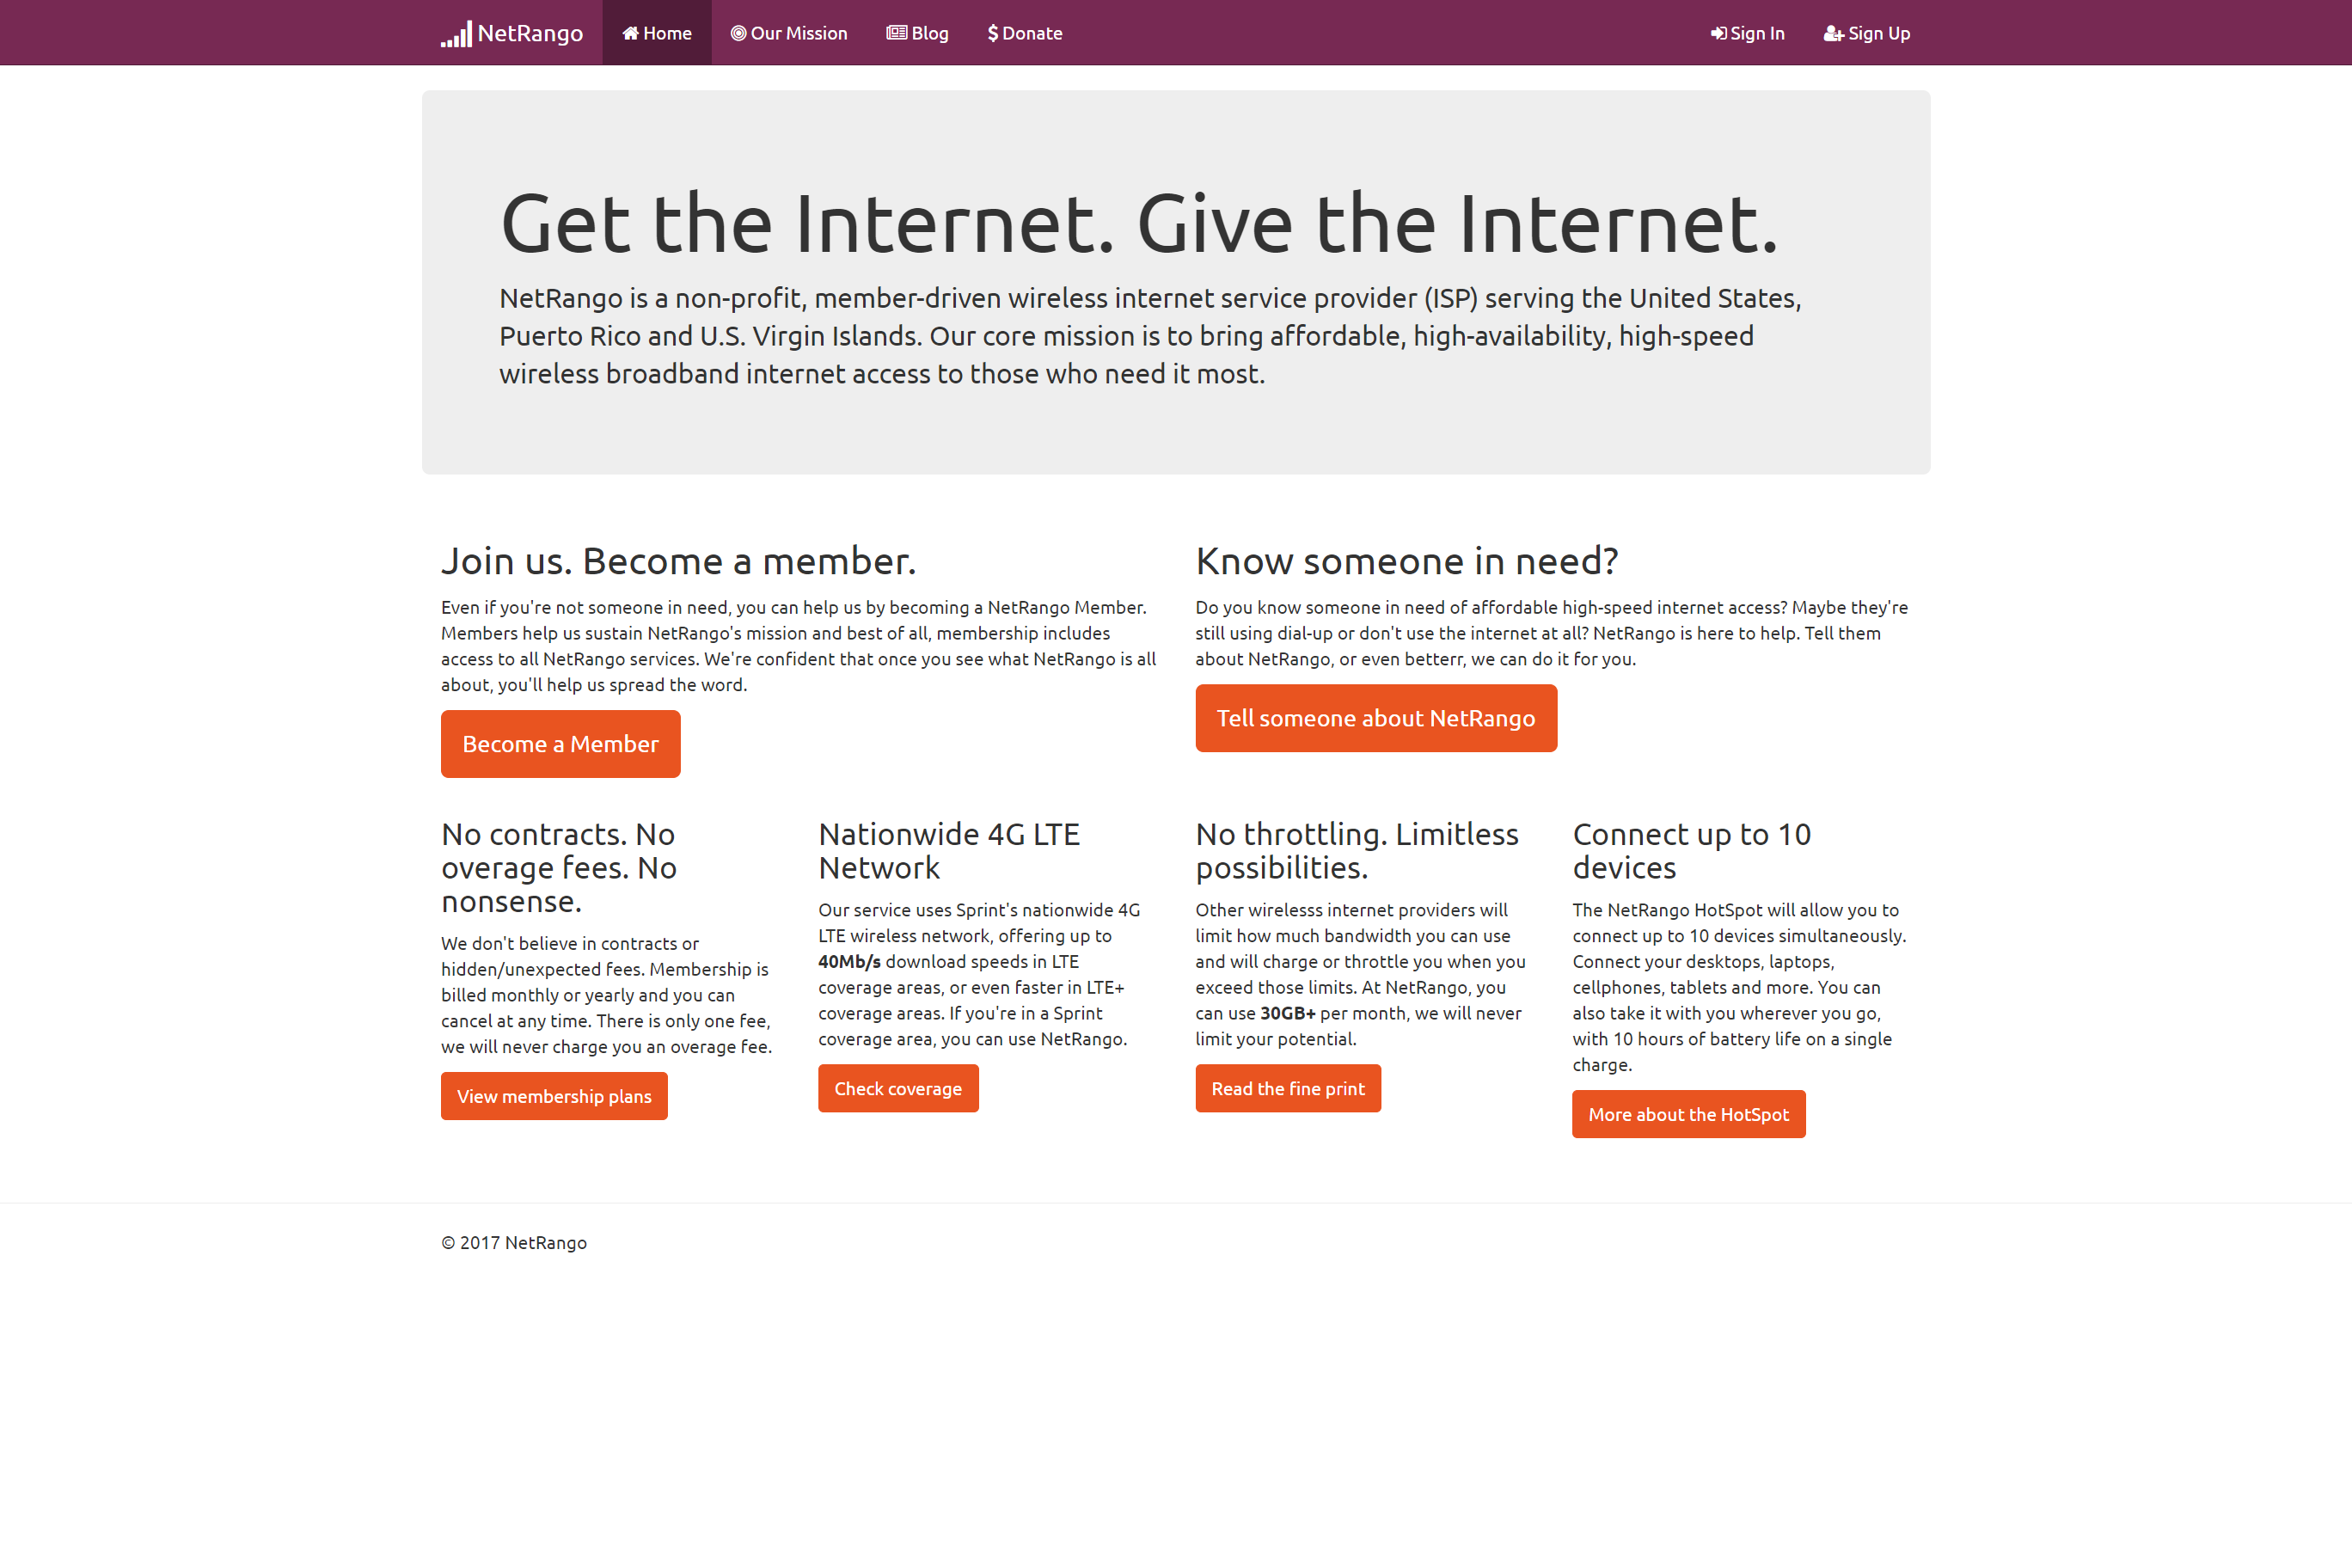 NetRango Home Our Mission Blog $ Donate Sign In Sign Up
Get the Internet. Give the Internet.
NetRango is a non-profit, member-driven wireless internet service provider (ISP) serving the United States,
Puerto Rico and U.S. Virgin Islands. Our core mission is to bring affordable, high-availability, high-speed
wireless broadband internet access to those who need it most.
Join us. Become a member.
Even if you're not someone in need, you can help us by becoming a NetRango Member.
Members help us sustain NetRango's mission and best of all, membership includes
access to all NetRango services. We're confident that once you see what NetRango is all
about, you'll help us spread the word.
Become a Member
Know someone in need?
Do you know someone in need of affordable high-speed internet access? Maybe they're
still using dial-up or don't use the internet at all? NetRango is here to help. Tell them
about NetRango, or even betterr, we can do it for you.
Tell someone about NetRango
No contracts. No
overage fees. No
nonsense.
We don't believe in contracts or
hidden/unexpected fees. Membership is
billed monthly or yearly and you can
cancel at any time. There is only one fee,
we will never charge you an overage fee.
View membership plans
Nationwide 4G LTE
Network
Our service uses Sprint's nationwide 4G
LTE wireless network, offering up to
40Mb/s download speeds in LTE
coverage areas, or even faster in LTE+
coverage areas. If you're in a Sprint
coverage area, you can use NetRango.
Check coverage
No throttling. Limitless
possibilities.
Other wirelesss internet providers will
limit how much bandwidth you can use
and will charge or throttle you when you
exceed those limits. At NetRango, you
can use 30GB+ per month, we will never
limit your potential.
Read the fine print
Connect up to 10
devices
The NetRango HotSpot will allow you to
connect up to 10 devices simultaneously.
Connect your desktops, laptops,
cellphones, tablets and more. You can
also take it with you wherever you go,
with 10 hours of battery life on a single
charge.
More about the HotSpot
© 2017 NetRango